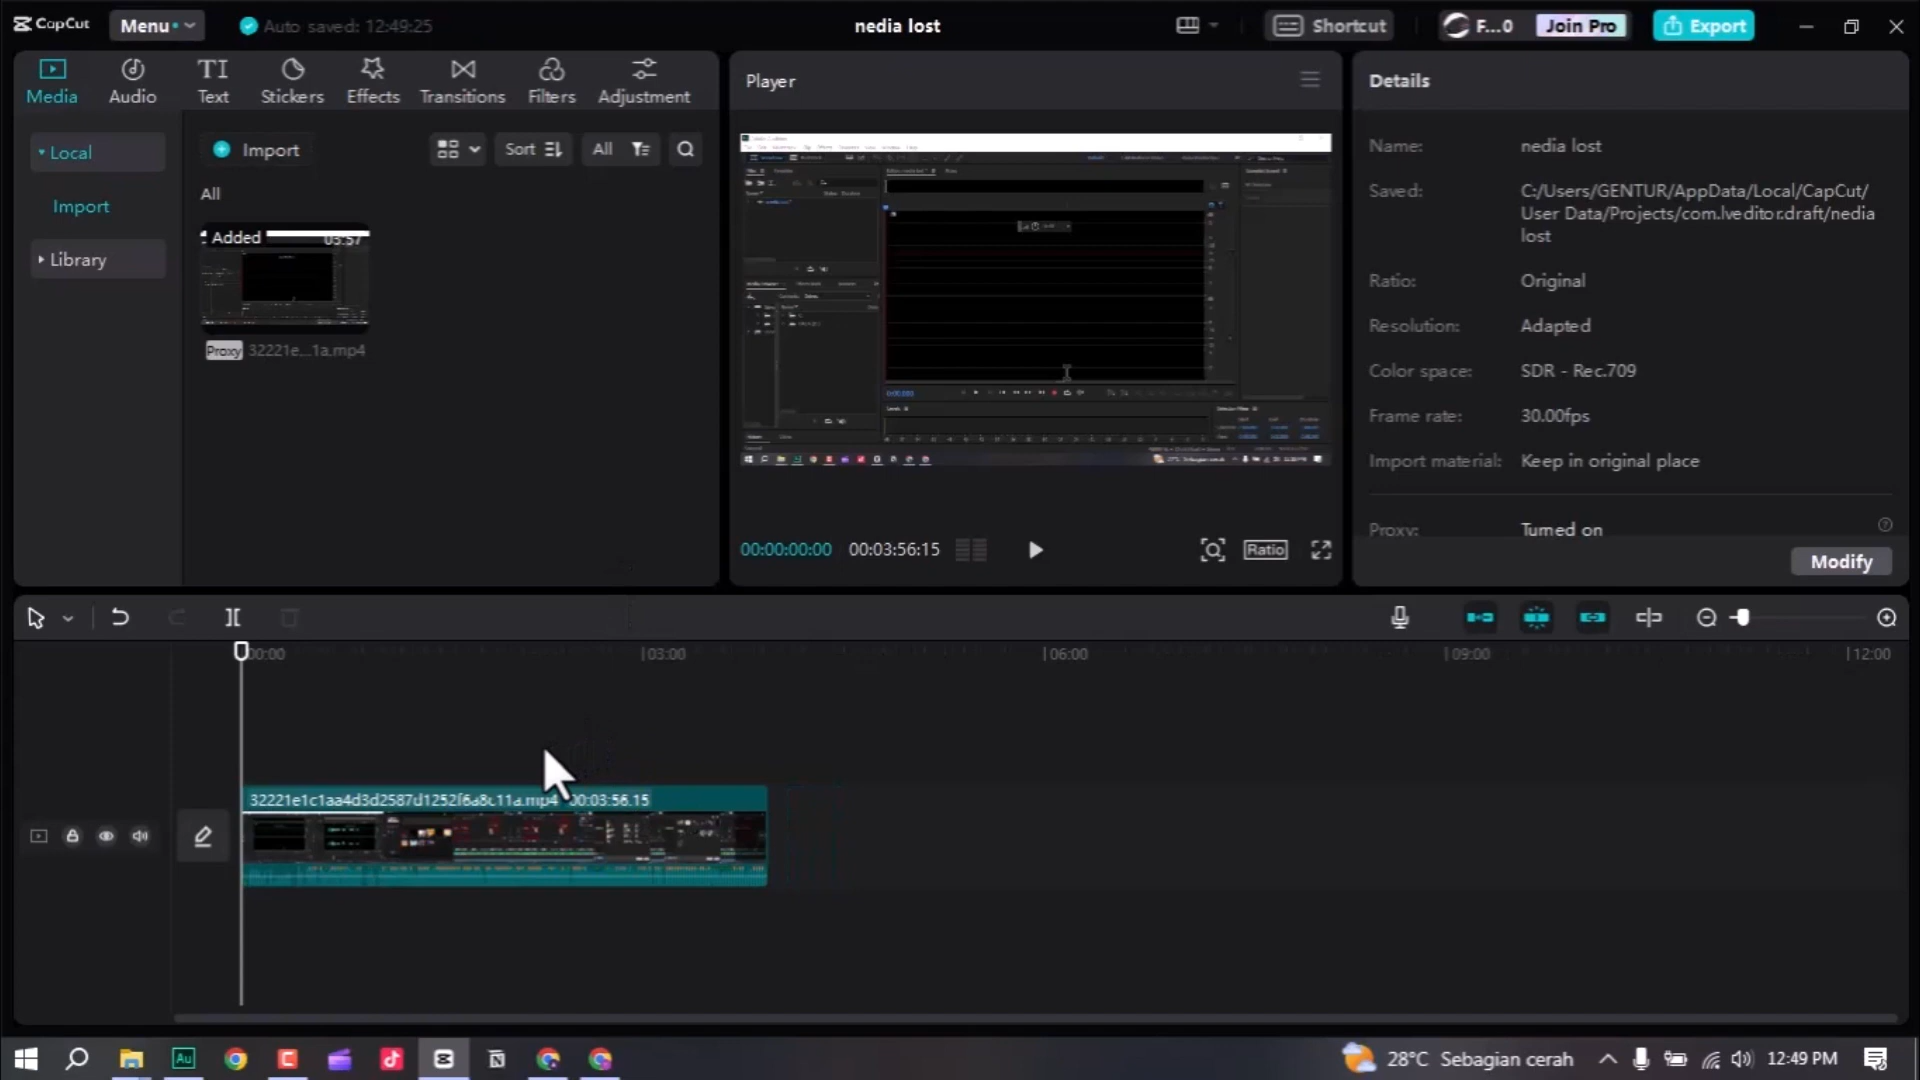 CapCut
Menu
Auto saved: 12:49:25
nedia lost
Shortcut
F...0
Join Pro
Export
Media
Audio
Text
Stickers
Effects
Transitions
Filters
Adjustment
Local
Import
Library
Import
Sort
All
All
Added
03:57
Proxy
32221e...1a.mp4
Player
00:00:00:00
00:03:56:15
Ratio
Details
Name:
nedia lost
Saved:
C:/Users/GENTUR/AppData/Local/CapCut/
User Data/Projects/com.lveditor.draft/nedia
lost
Ratio:
Original
Resolution:
Adapted
Color space:
SDR - Rec.709
Frame rate:
30.00fps
Import material:
Keep in original place
Proxy:
Turned on
Modify
00:00
03:00
06:00
09:00
12:00
32221e1c1aa4d3d2587d1252f6a8c11a.mp4 00:03:56:15
Au
28°C Sebagian cerah
12:49 PM